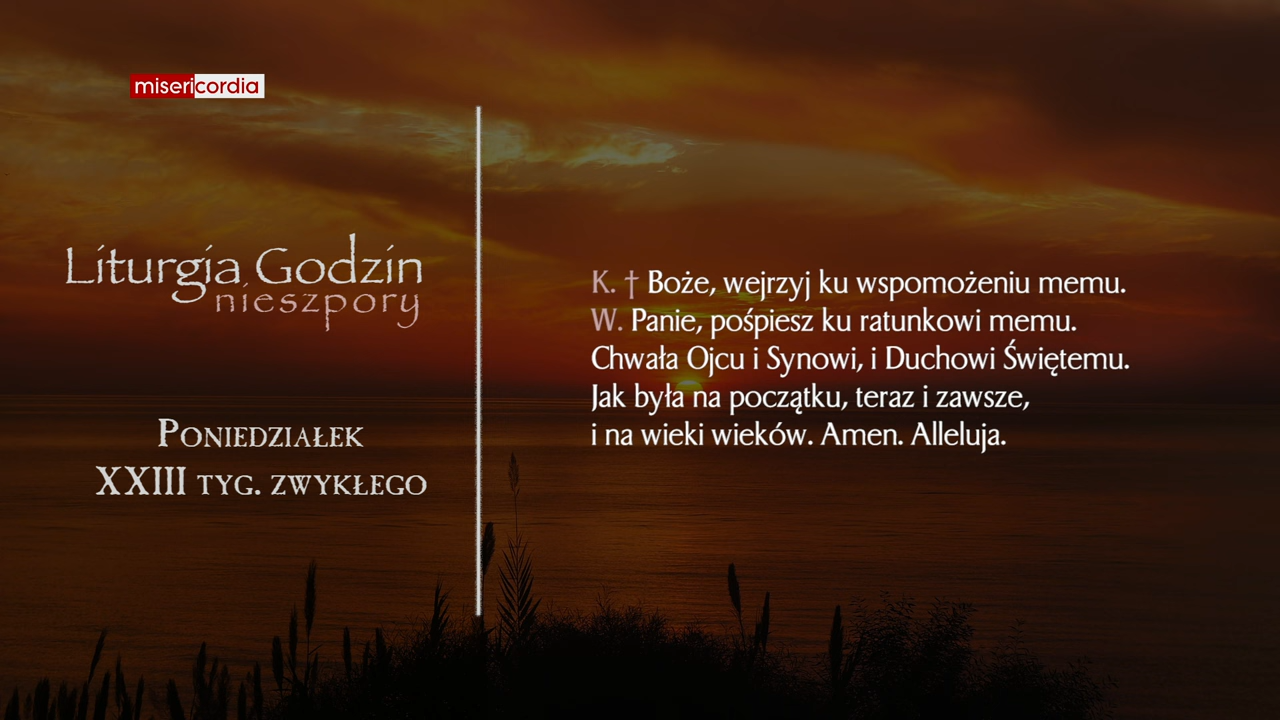 misericordia
Liturgia Godzin
nieszpory
Poniedziałek
XXIII tyg. zwykłego
K. † Boże, wejrzyj ku wspomożeniu memu.
W. Panie, pośpiesz ku ratunkowi memu.
Chwała Ojcu i Synowi, i Duchowi Świętemu.
Jak była na początku, teraz i zawsze,
i na wieki wieków. Amen. Alleluja.